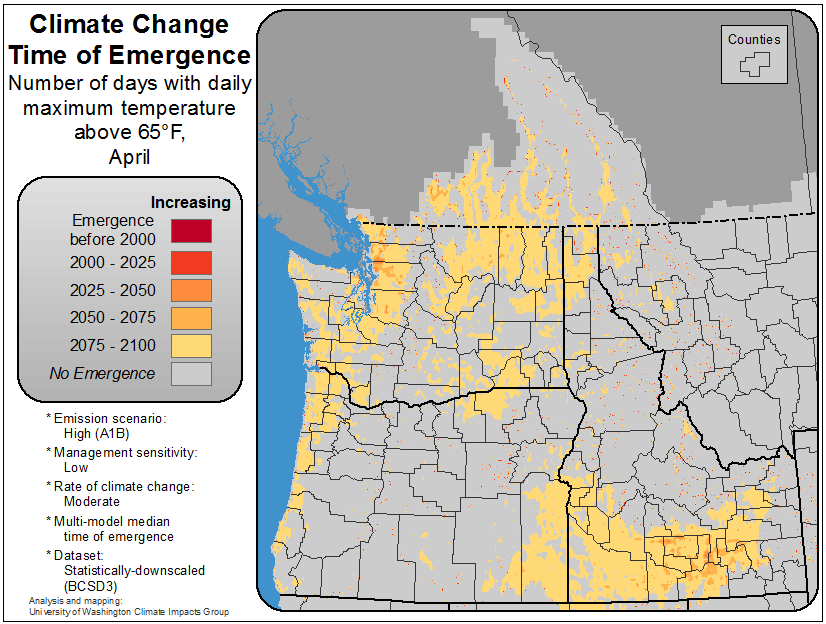 Climate Change
Time of Emergence
Number of days with daily
maximum temperature
above 65°F,
April
Increasing
Emergence
before 2000
2000 - 2025
2025 - 2050
2050 - 2075
2075 - 2100
No Emergence
* Emission scenario:
High (A1B)
* Management sensitivity:
Low
* Rate of climate change:
Moderate
* Multi-model median
time of emergence
* Dataset:
Statistically-downscaled
(BCSD3)
Analysis and mapping:
University of Washington Climate Impacts Group
Counties